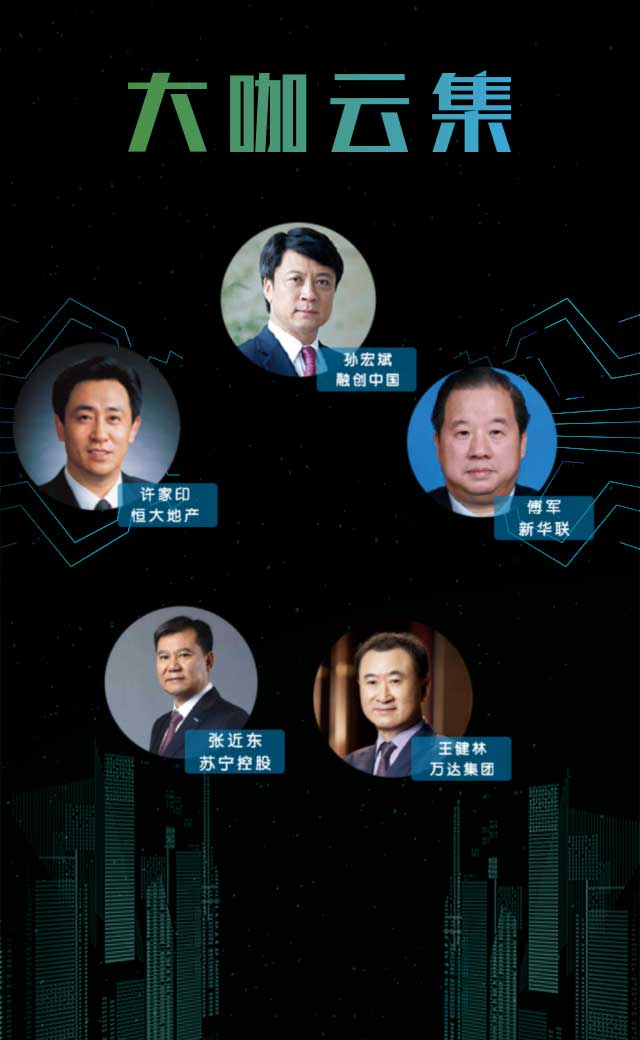 大咖云集
孙宏斌
融创中国
许家印
恒大地产
傅军
新华联
张近东
苏宁控股
王健林
万达集团